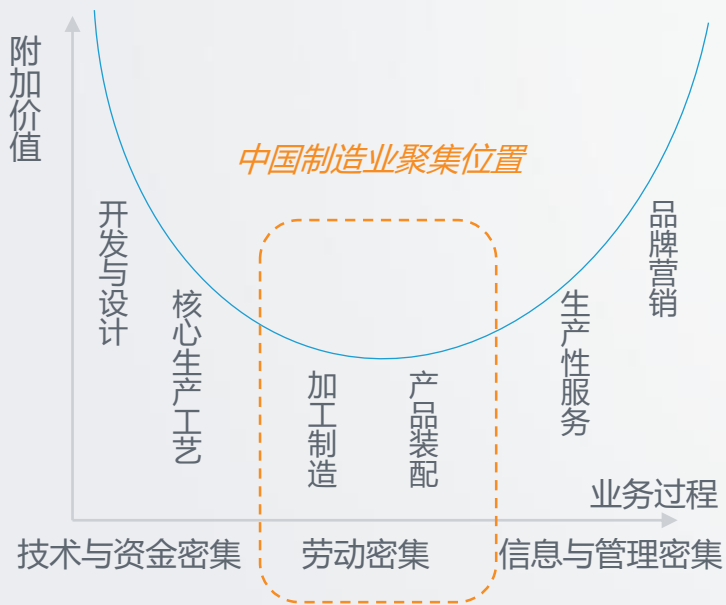 附加价值
中国制造业聚集位置
开发与设计
核心生产工艺
加工制造
产品装配
生产性服务
品牌营销
业务过程
技术与资金密集
劳动密集
信息与管理密集